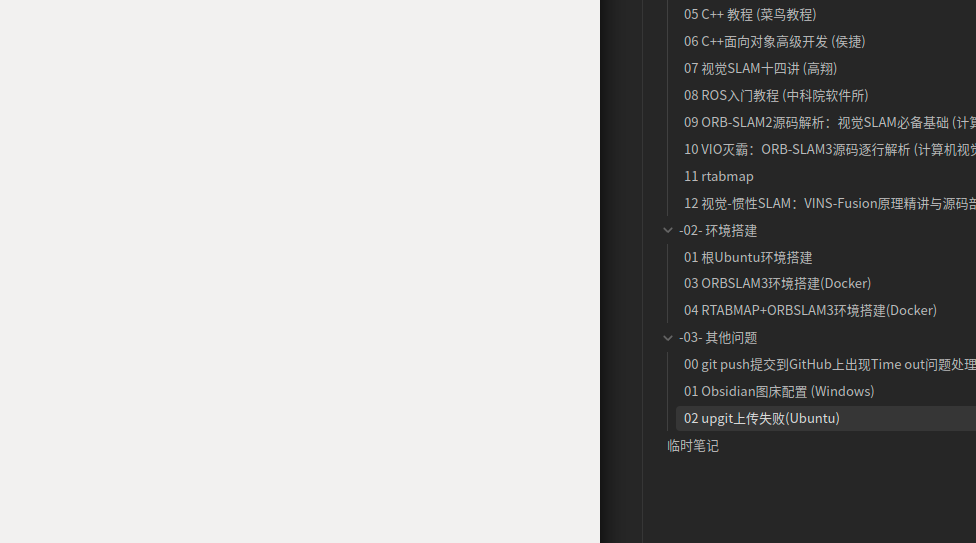 05 C++ 教程 (菜鸟教程)
06 C++面向对象高级开发 (侯捷)
07 视觉SLAM十四讲 (高翔)
08 ROS入门教程 (中科院软件所)
09 ORB-SLAM2源码解析：视觉SLAM必备基础 (计算
10 VIO灭霸：ORB-SLAM3源码逐行解析 (计算机视觉
11 rtabmap
12 视觉-惯性SLAM：VINS-Fusion原理精讲与源码剖
-02- 环境搭建
01 根Ubuntu环境搭建
03 ORBSLAM3环境搭建(Docker)
04 RTABMAP+ORBSLAM3环境搭建(Docker)
-03- 其他问题
00 git push提交到GitHub上出现Time out问题处理
01 Obsidian图床配置 (Windows)
02 upgit上传失败(Ubuntu)
临时笔记